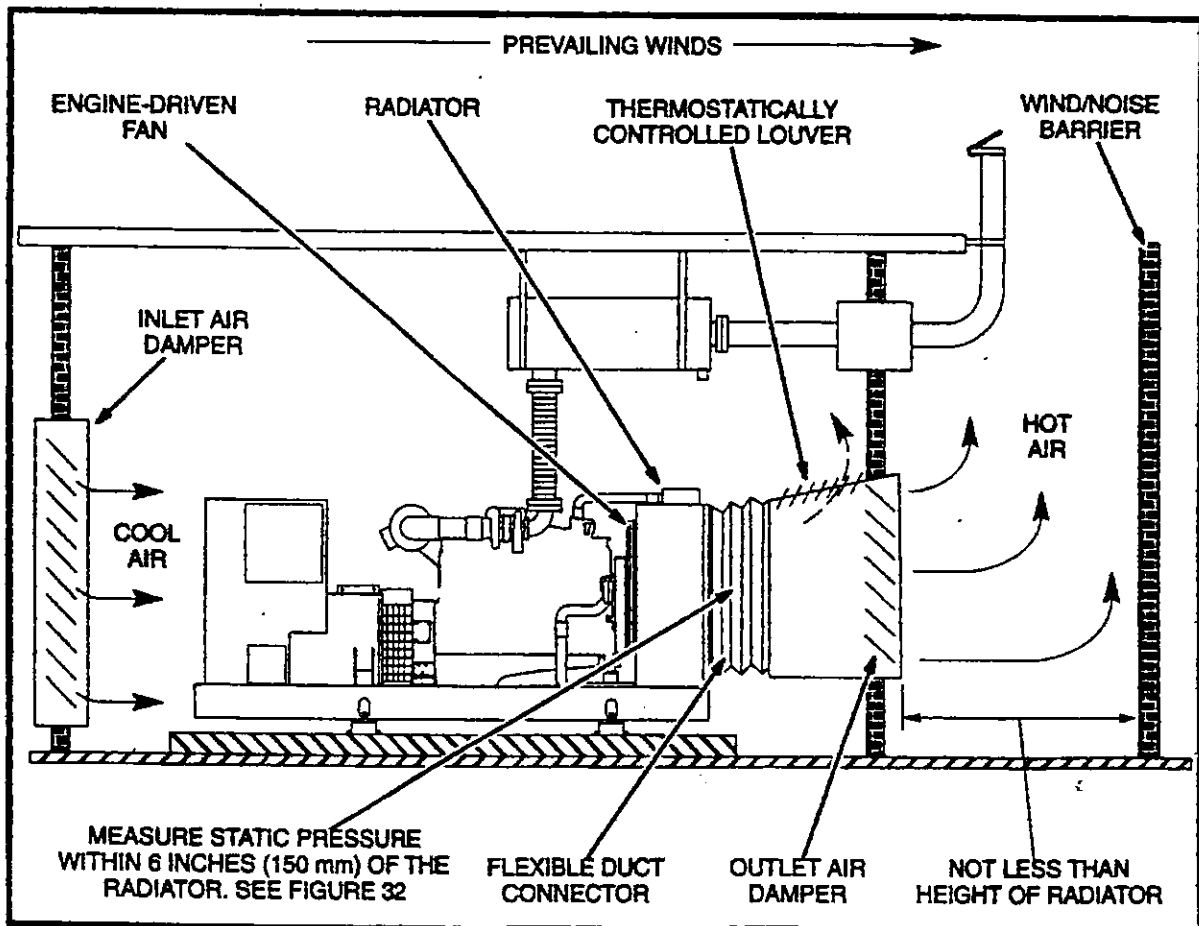 PREVAILING WINDS
ENGINE-DRIVEN
FAN
RADIATOR
THERMOSTATICALLY
CONTROLLED LOUVER
WIND/NOISE
BARRIER
INLET AIR
DAMPER
HOT
AIR
COOL
AIR
MEASURE STATIC PRESSURE
WITHIN 6 INCHES (150 mm) OF THE
RADIATOR. SEE FIGURE 32
FLEXIBLE DUCT
CONNECTOR
OUTLET AIR
DAMPER
NOT LESS THAN
HEIGHT OF RADIATOR